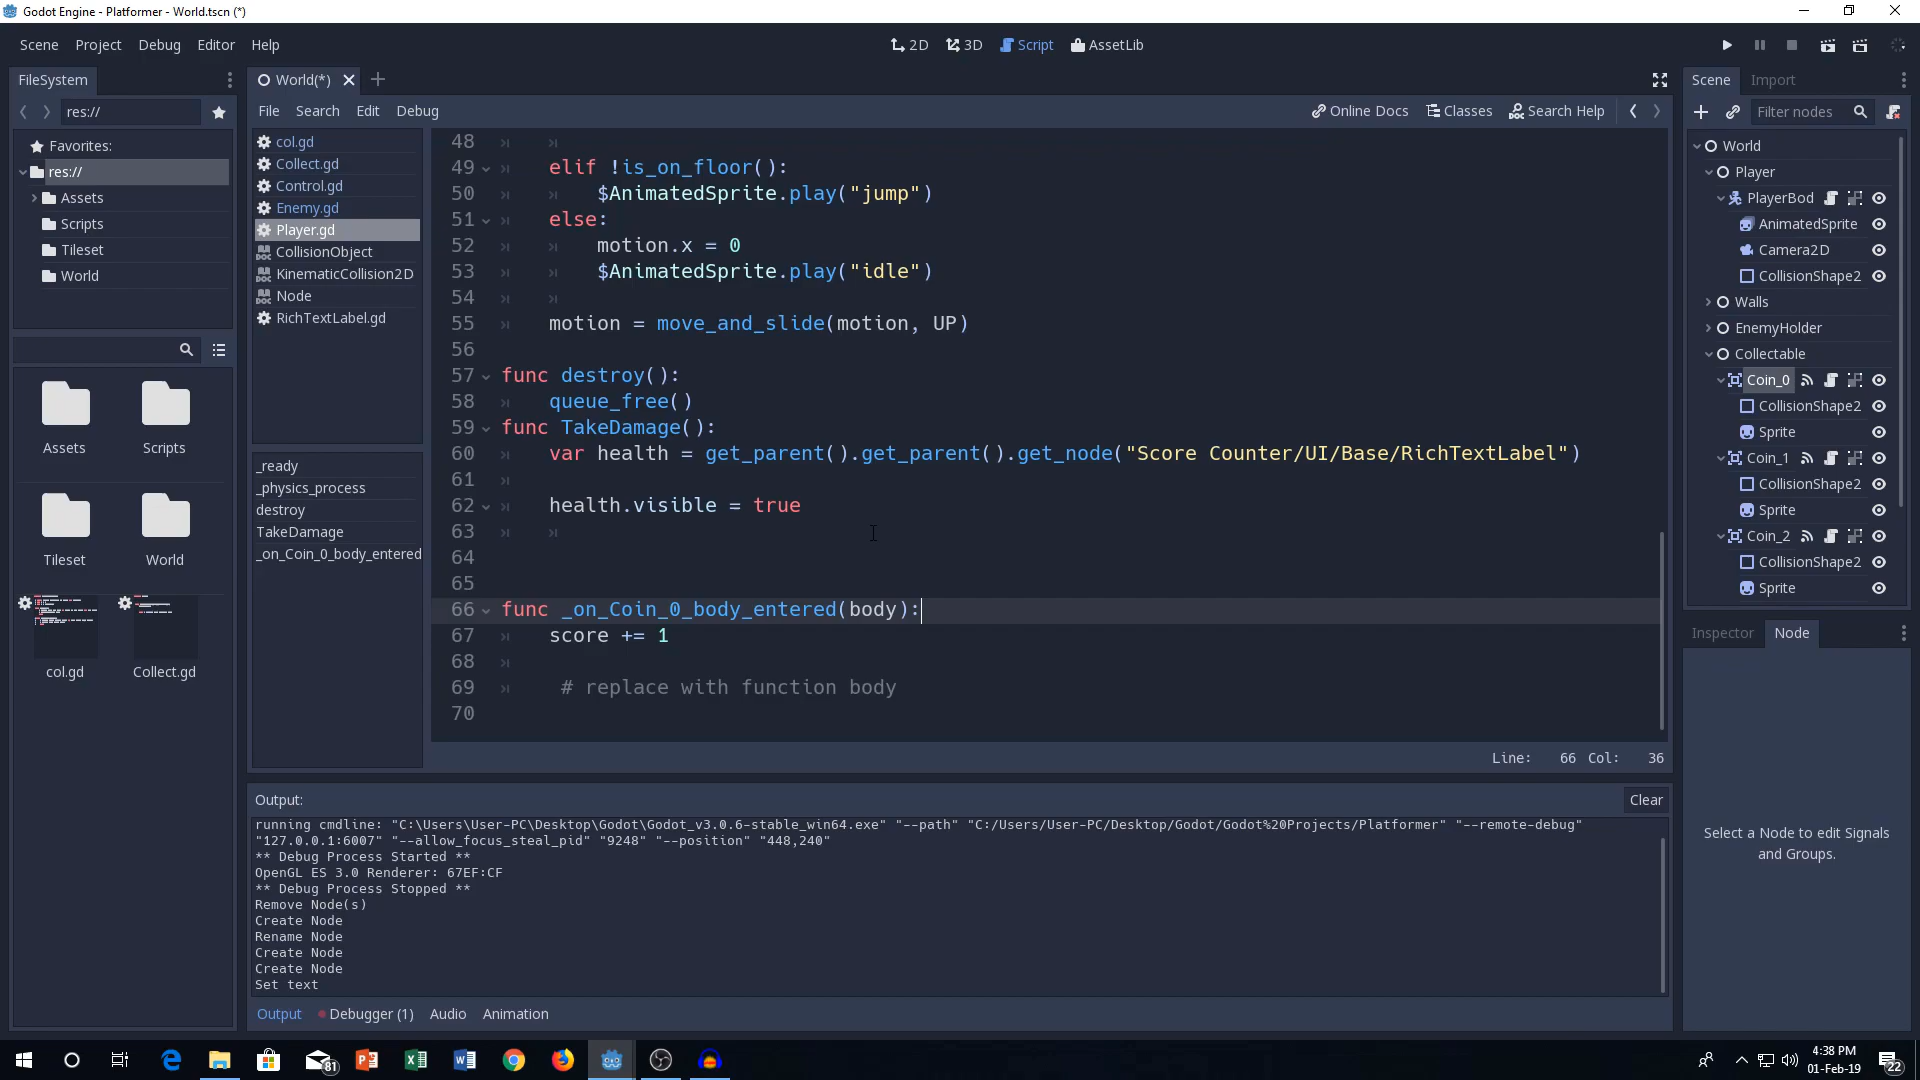 Godot Engine - Platformer - World.tscn (*)
Scene Project Debug Editor Help
2D 3D Script AssetLib
FileSystem
World(*)
Scene Import
res://
File Search Edit Debug
Online Docs Classes Search Help
Filter nodes
Favorites:
res://
Assets
Scripts
Tileset
World
col.gd
Collect.gd
Control.gd
Enemy.gd
Player.gd
CollisionObject
KinematicCollision2D
Node
RichTextLabel.gd
48
49 elif !is_on_floor():
50 $AnimatedSprite.play("jump")
51 else:
52 motion.x = 0
53 $AnimatedSprite.play("idle")
54
55 motion = move_and_slide(motion, UP)
56
57 func destroy():
58 queue_free()
59 func TakeDamage():
60 var health = get_parent().get_parent().get_node("Score Counter/UI/Base/RichTextLabel")
61
62 health.visible = true
63
64
65
66 func _on_Coin_0_body_entered(body):
67 score += 1
68
69 # replace with function body
70
Line: 66 Col: 36
_ready
_physics_process
destroy
TakeDamage
_on_Coin_0_body_entered
Assets
Scripts
Tileset
World
col.gd
Collect.gd
World
Player
PlayerBod
AnimatedSprite
Camera2D
CollisionShape2
Walls
EnemyHolder
Collectable
Coin_0
CollisionShape2
Sprite
Coin_1
CollisionShape2
Sprite
Coin_2
CollisionShape2
Sprite
Inspector Node
Select a Node to edit Signals
and Groups.
Output:
Clear
running cmdline: "C:\Users\User-PC\Desktop\Godot\Godot_v3.0.6-stable_win64.exe" "--path" "C:/Users/User-PC/Desktop/Godot/Godot%20Projects/Platformer" "--remote-debug"
"127.0.0.1:6007" "--allow_focus_steal_pid" "9248" "--position" "448,240"
** Debug Process Started **
OpenGL ES 3.0 Renderer: 67EF:CF
** Debug Process Stopped **
Remove Node(s)
Create Node
Rename Node
Create Node
Create Node
Set text
Output Debugger (1) Audio Animation
81
4:38 PM
01-Feb-19
22